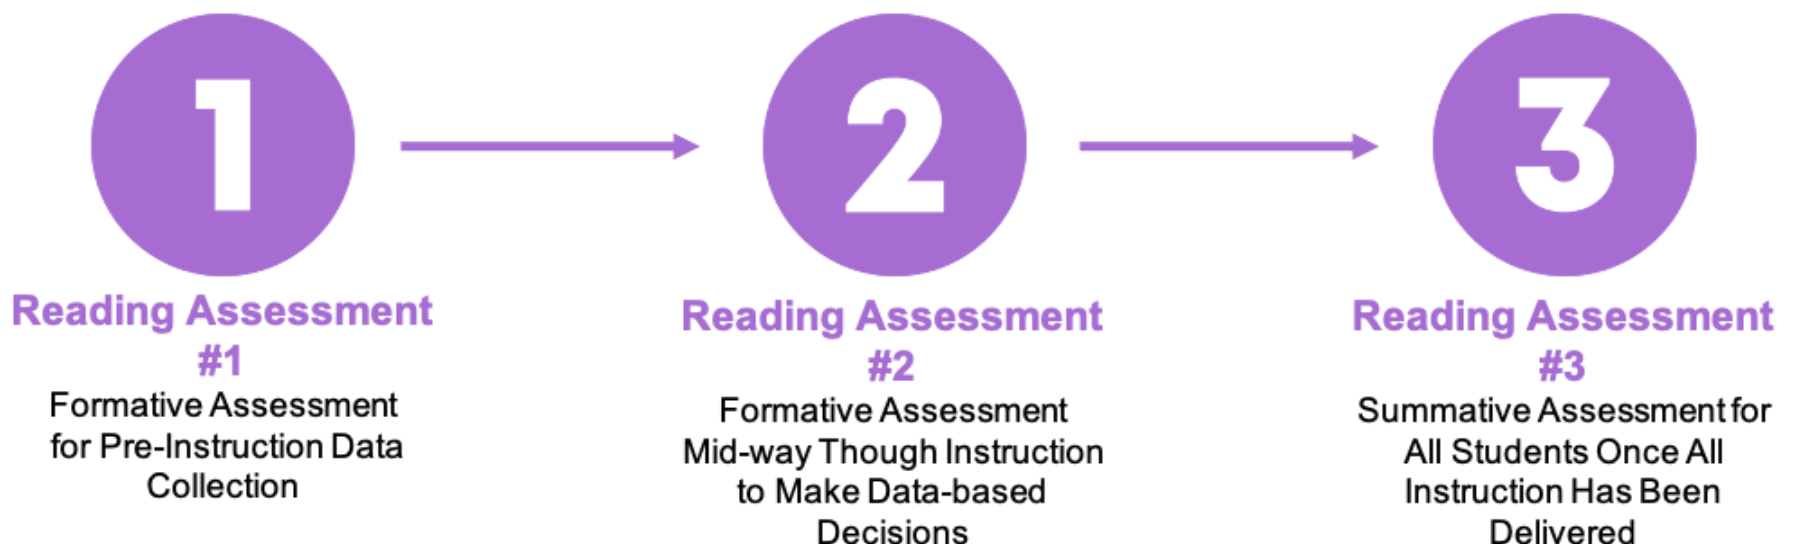 1
Reading Assessment
#1
Formative Assessment
for Pre-Instruction Data
Collection
2
Reading Assessment
#2
Formative Assessment
Mid-way Though Instruction
to Make Data-based
Decisions
3
Reading Assessment
#3
Summative Assessment for
All Students Once All
Instruction Has Been
Delivered